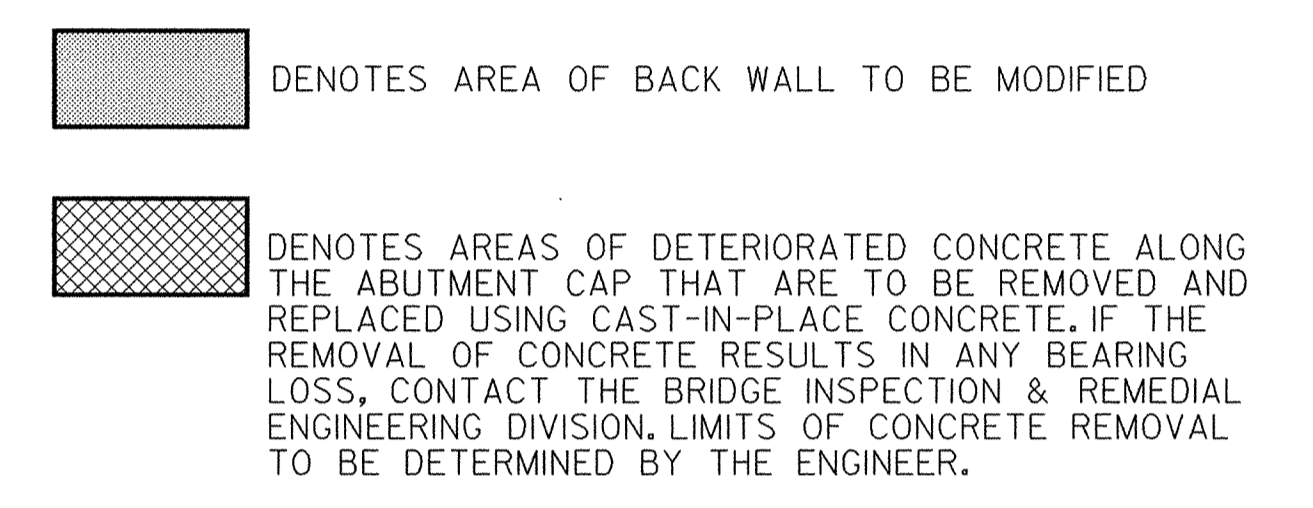 DENOTES AREA OF BACK WALL TO BE MODIFIED
DENOTES AREAS OF DETERIORATED CONCRETE ALONG
THE ABUTMENT CAP THAT ARE TO BE REMOVED AND
REPLACED USING CAST-IN-PLACE CONCRETE. IF THE
REMOVAL OF CONCRETE RESULTS IN ANY BEARING
LOSS, CONTACT THE BRIDGE INSPECTION & REMEDIAL
ENGINEERING DIVISION. LIMITS OF CONCRETE REMOVAL
TO BE DETERMINED BY THE ENGINEER.